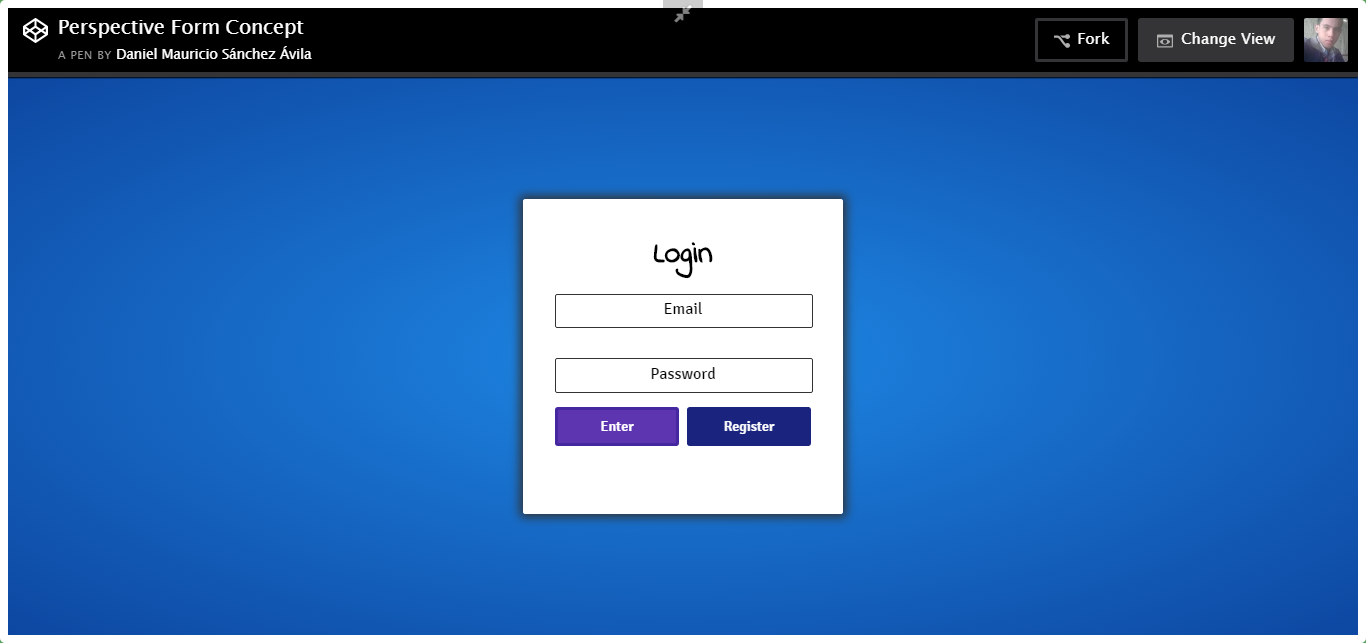 Perspective Form Concept
A PEN BY Daniel Mauricio Sánchez Ávila
Fork
Change View
Login
Email
Password
Enter
Register